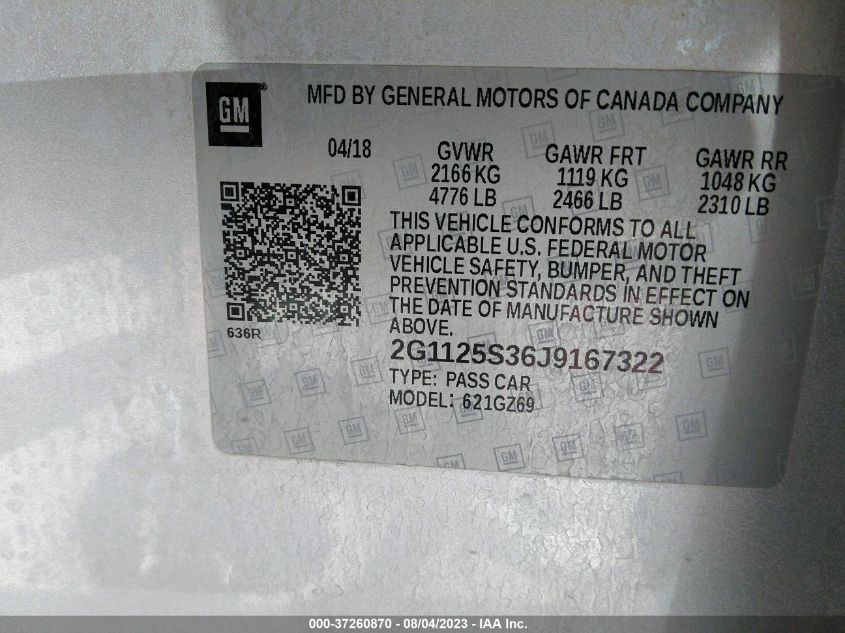 GM
MFD BY GENERAL MOTORS OF CANADA COMPANY
04/18 GVWR GAWR FRT GAWR RR
2166 KG 1119 KG 1048 KG
4776 LB 2466 LB 2310 LB
THIS VEHICLE CONFORMS TO ALL
APPLICABLE U.S. FEDERAL MOTOR
VEHICLE SAFETY, BUMPER, AND THEFT
PREVENTION STANDARDS IN EFFECT ON
THE DATE OF MANUFACTURE SHOWN
ABOVE.
636R
2G1125S36J9167322
TYPE: PASS CAR
MODEL: 621GZ69
000-37260870 - 08/04/2023 - IAA Inc.